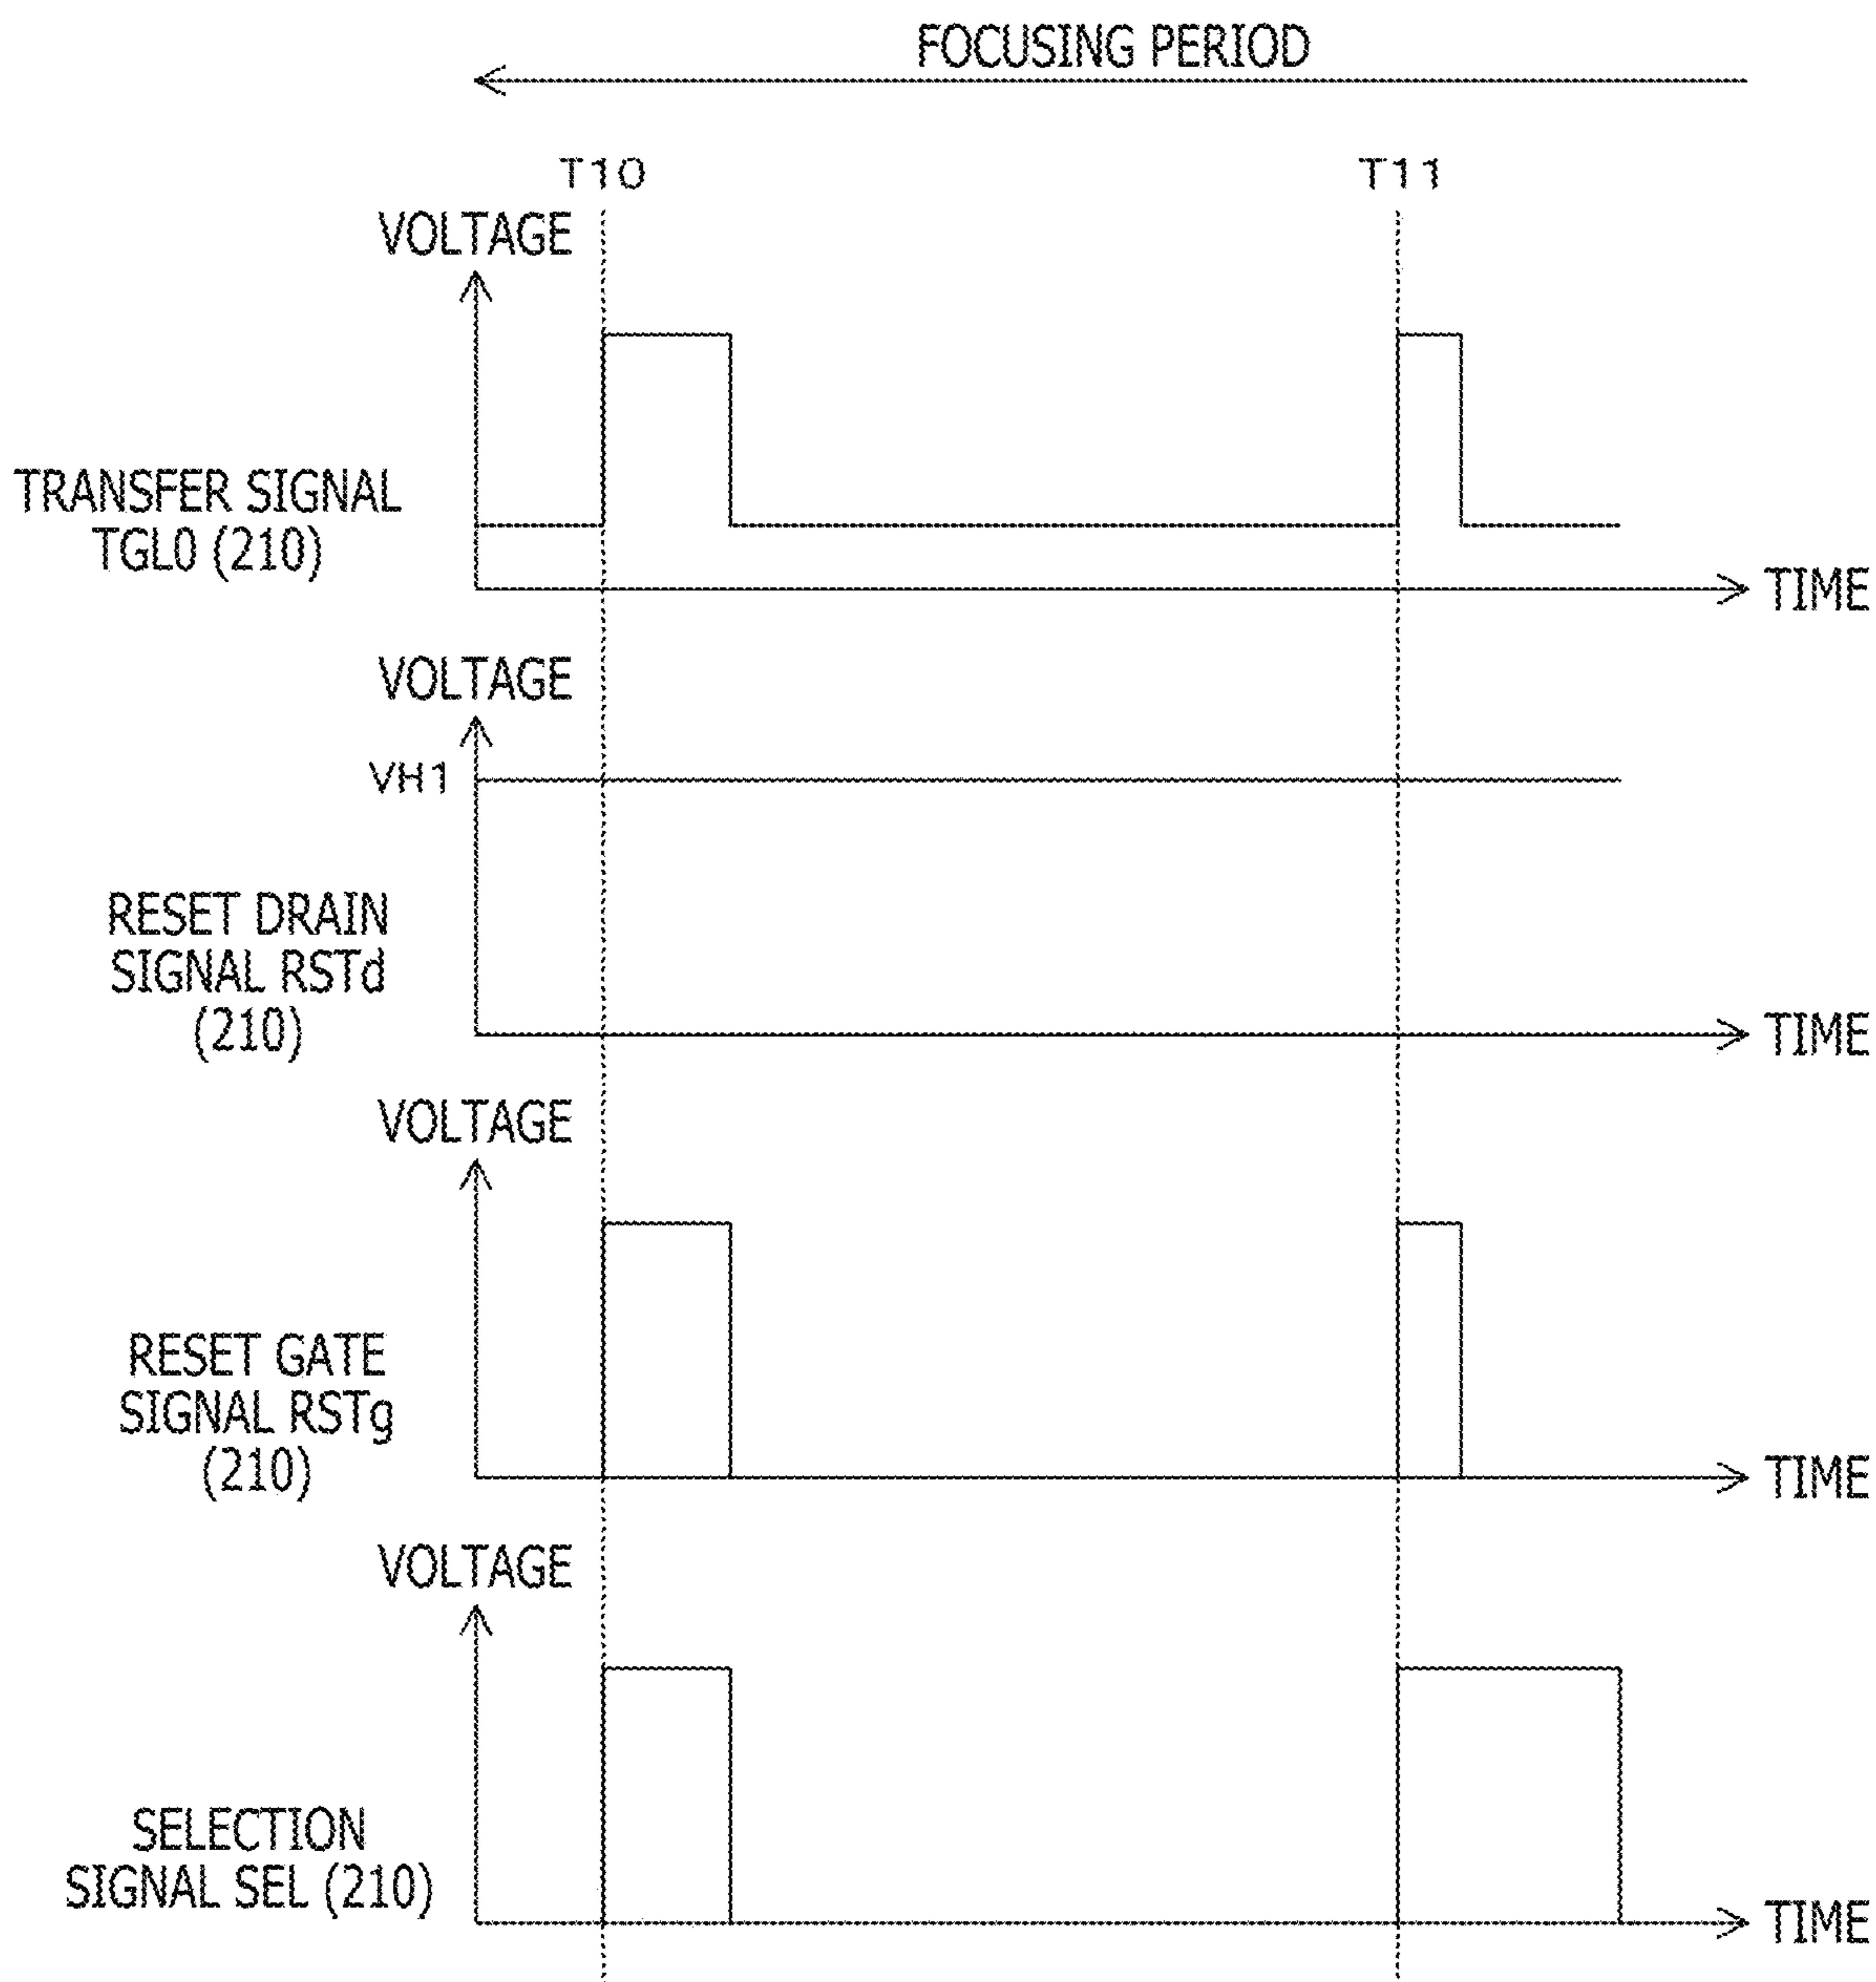 FOCUSING PERIOD
T10
T11
VOLTAGE
TRANSFER SIGNAL
TGL0 (210)
TIME
VOLTAGE
VH1
RESET DRAIN
SIGNAL RSTd
(210)
TIME
VOLTAGE
RESET GATE
SIGNAL RSTg
(210)
TIME
VOLTAGE
SELECTION
SIGNAL SEL (210)
TIME